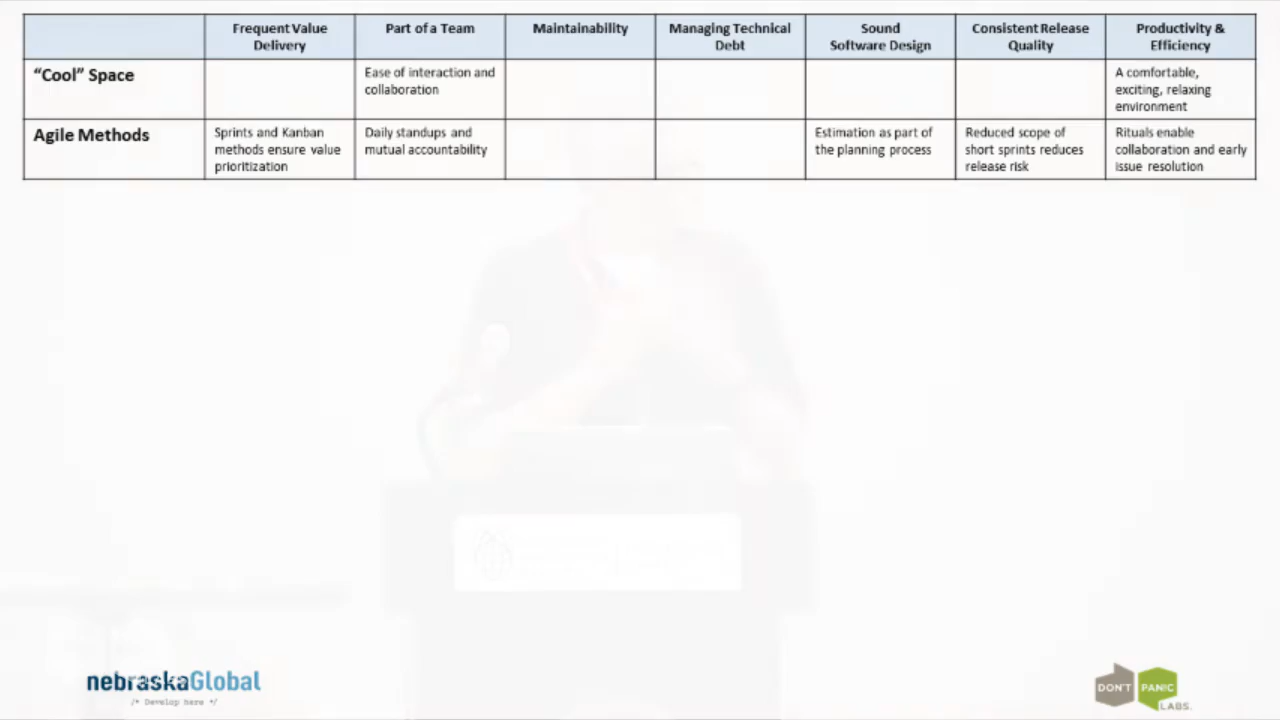 Frequent Value
Delivery
Part of a Team
Maintainability
Managing Technical
Debt
Sound
Software Design
Consistent Release
Quality
Productivity &
Efficiency
“Cool” Space
Ease of interaction and
collaboration
A comfortable,
exciting, relaxing
environment
Agile Methods
Sprints and Kanban
methods ensure value
prioritization
Daily standups and
mutual accountability
Estimation as part of
the planning process
Reduced scope of
short sprints reduces
release risk
Rituals enable
collaboration and early
issue resolution
nebraskaGlobal
/* Develop here */
DON'T PANIC
LABS.